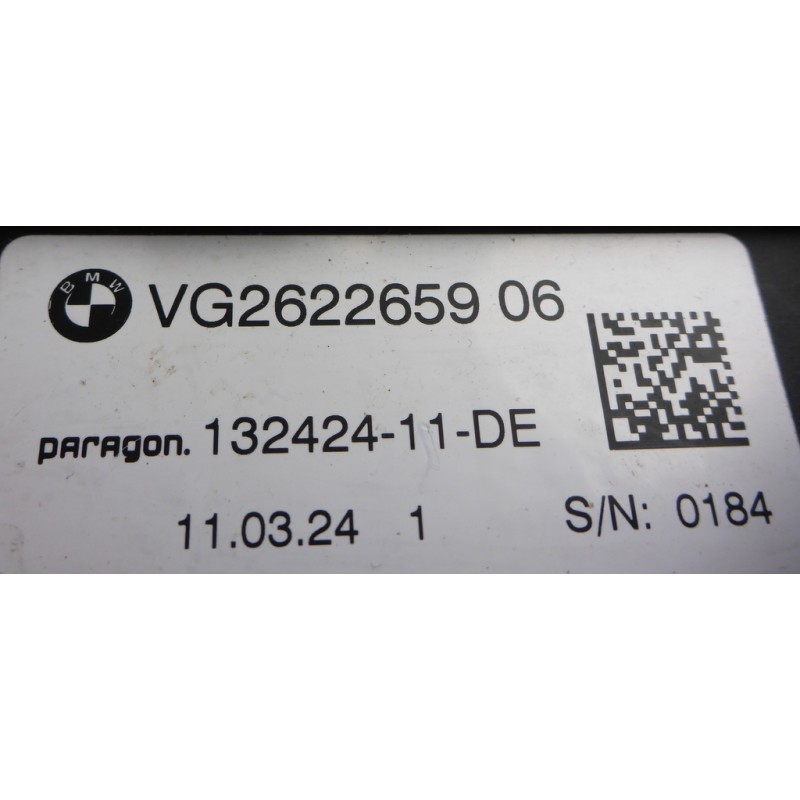 BMW VG2622659 06
paragon. 132424-11-DE
11.03.24 1 S/N: 0184